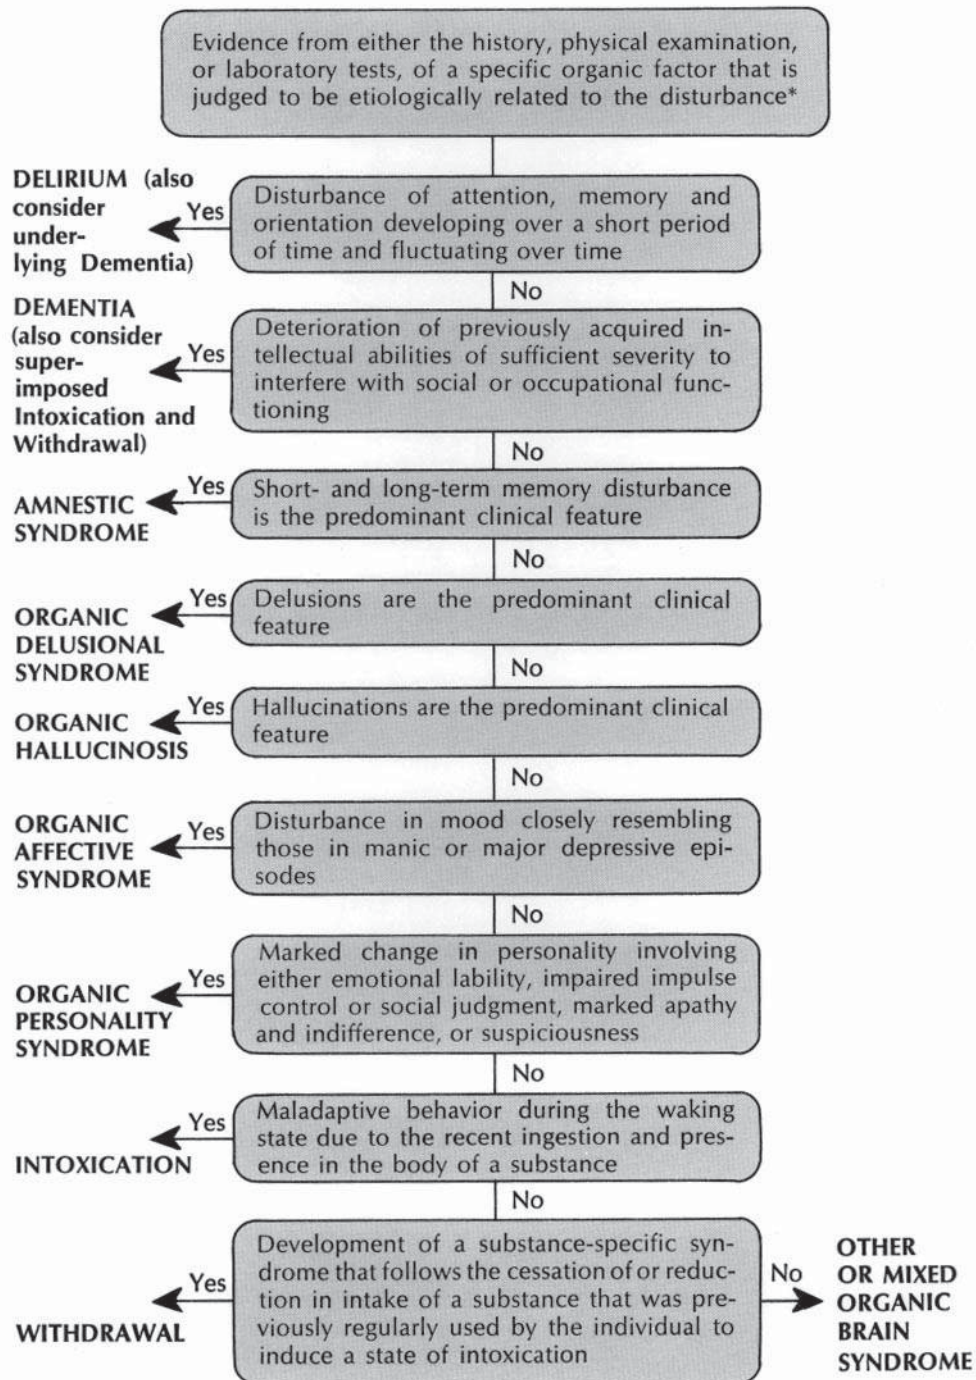 Evidence from either the history, physical examination,
or laboratory tests, of a specific organic factor that is
judged to be etiologically related to the disturbance*
DELIRIUM (also
consider
under-
lying Dementia)
Yes
Disturbance of attention, memory and
orientation developing over a short period
of time and fluctuating over time
No
DEMENTIA
(also consider
super-
imposed
Intoxication and
Withdrawal)
Yes
Deterioration of previously acquired in-
tellectual abilities of sufficient severity to
interfere with social or occupational func-
tioning
No
AMNESTIC
SYNDROME
Yes
Short- and long-term memory disturbance
is the predominant clinical feature
No
ORGANIC
DELUSIONAL
SYNDROME
Yes
Delusions are the predominant clinical
feature
No
ORGANIC
HALLUCINOSIS
Yes
Hallucinations are the predominant clinical
feature
No
ORGANIC
AFFECTIVE
SYNDROME
Yes
Disturbance in mood closely resembling
those in manic or major depressive epi-
sodes
No
ORGANIC
PERSONALITY
SYNDROME
Yes
Marked change in personality involving
either emotional lability, impaired impulse
control or social judgment, marked apathy
and indifference, or suspiciousness
No
INTOXICATION
Yes
Maladaptive behavior during the waking
state due to the recent ingestion and pres-
ence in the body of a substance
No
WITHDRAWAL
Yes
Development of a substance-specific syn-
drome that follows the cessation of or reduc-
tion in intake of a substance that was pre-
viously regularly used by the individual to
induce a state of intoxication
No
OTHER
OR MIXED
ORGANIC
BRAIN
SYNDROME